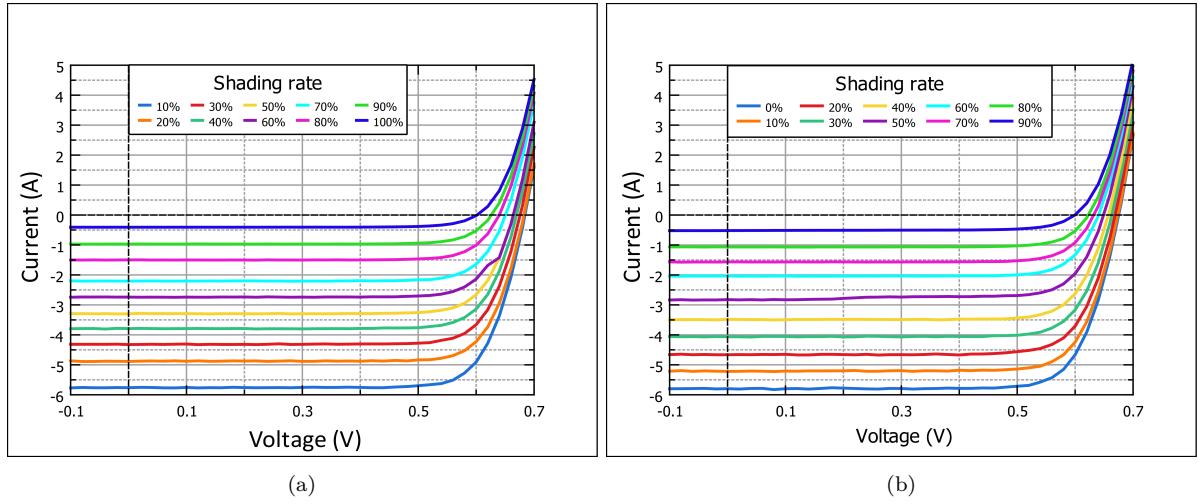 Shading rate
10% 30% 50% 70% 90%
20% 40% 60% 80% 100%
5
4
3
2
1
0
-1
-2
-3
-4
-5
-6
Current (A)
-0.1 0.1 0.3 0.5 0.7
Voltage (V)
(a)
Shading rate
0% 20% 40% 60% 80%
10% 30% 50% 70% 90%
5
4
3
2
1
0
-1
-2
-3
-4
-5
-6
Current (A)
-0.1 0.1 0.3 0.5 0.7
Voltage (V)
(b)